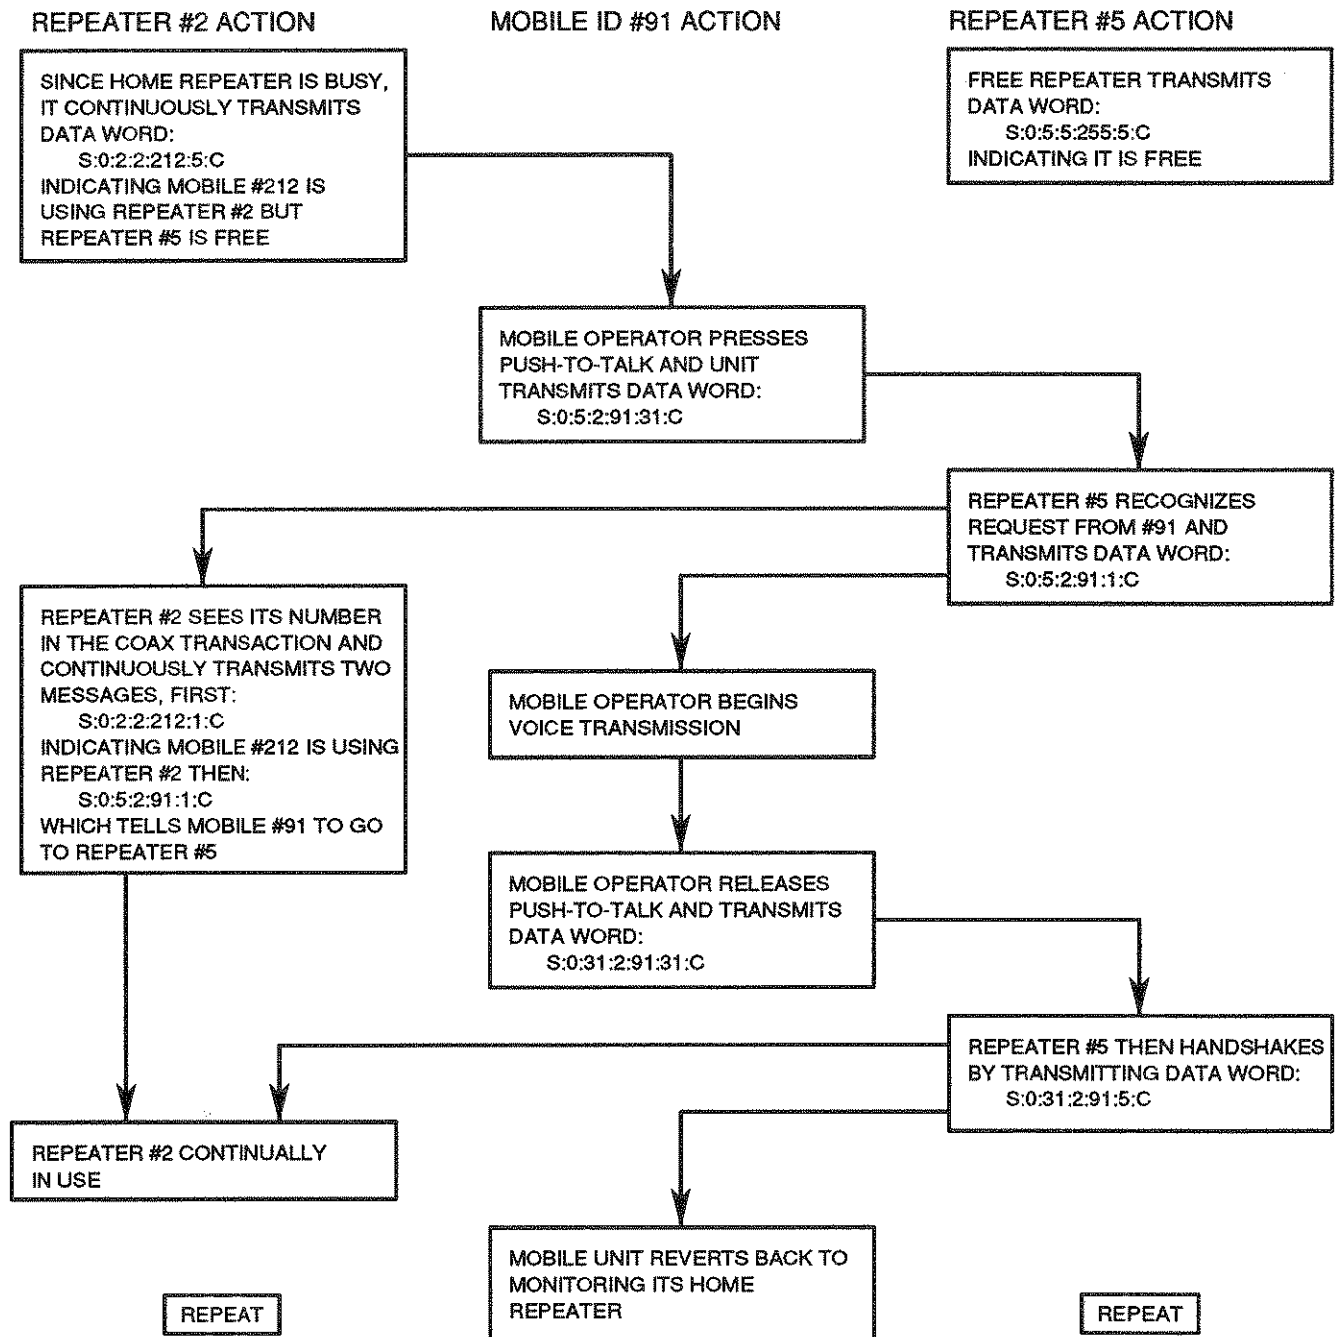 REPEATER #2 ACTION
MOBILE ID #91 ACTION
REPEATER #5 ACTION
SINCE HOME REPEATER IS BUSY,
IT CONTINUOUSLY TRANSMITS
DATA WORD:
S:0:2:2:212:5:C
INDICATING MOBILE #212 IS
USING REPEATER #2 BUT
REPEATER #5 IS FREE
FREE REPEATER TRANSMITS
DATA WORD:
S:0:5:5:255:5:C
INDICATING IT IS FREE
MOBILE OPERATOR PRESSES
PUSH-TO-TALK AND UNIT
TRANSMITS DATA WORD:
S:0:5:2:91:31:C
REPEATER #5 RECOGNIZES
REQUEST FROM #91 AND
TRANSMITS DATA WORD:
S:0:5:2:91:1:C
REPEATER #2 SEES ITS NUMBER
IN THE COAX TRANSACTION AND
CONTINUOUSLY TRANSMITS TWO
MESSAGES, FIRST:
S:0:2:2:212:1:C
INDICATING MOBILE #212 IS USING
REPEATER #2 THEN:
S:0:5:2:91:1:C
WHICH TELLS MOBILE #91 TO GO
TO REPEATER #5
MOBILE OPERATOR BEGINS
VOICE TRANSMISSION
MOBILE OPERATOR RELEASES
PUSH-TO-TALK AND TRANSMITS
DATA WORD:
S:0:31:2:91:31:C
REPEATER #5 THEN HANDSHAKES
BY TRANSMITTING DATA WORD:
S:0:31:2:91:5:C
REPEATER #2 CONTINUALLY
IN USE
MOBILE UNIT REVERTS BACK TO
MONITORING ITS HOME
REPEATER
REPEAT
REPEAT